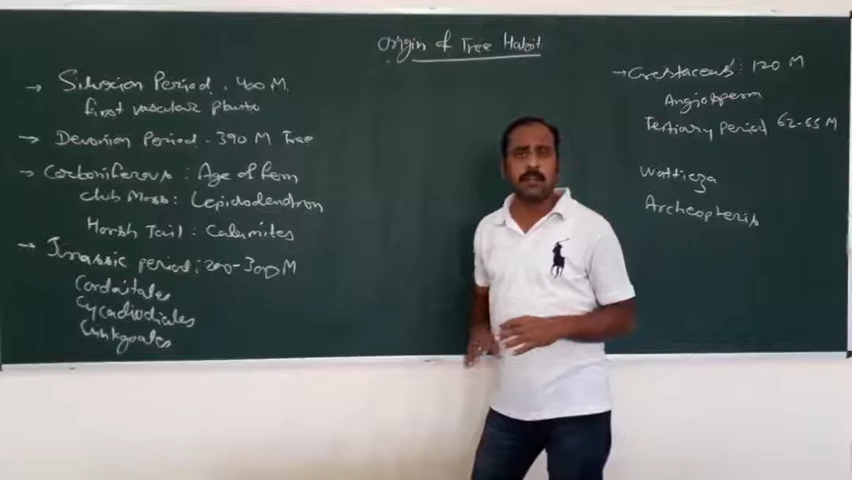 Origin of Tree Habit
→ Silusian Period . 400 M
first vascular plants
→ Devonian Period . 390 M Tree
→ Carboniferous : Age of fern
club Moss : Lepidodendron
Horsh Tail : Calamites
→ Jurassic period : 200-300 M
Cordaitales
Cycadiodiales
Ginkgoales
→ Cretaceous : 120 M
Angiosperm
Tertiary Period 62-65 M
Wattieza
Archeopteris